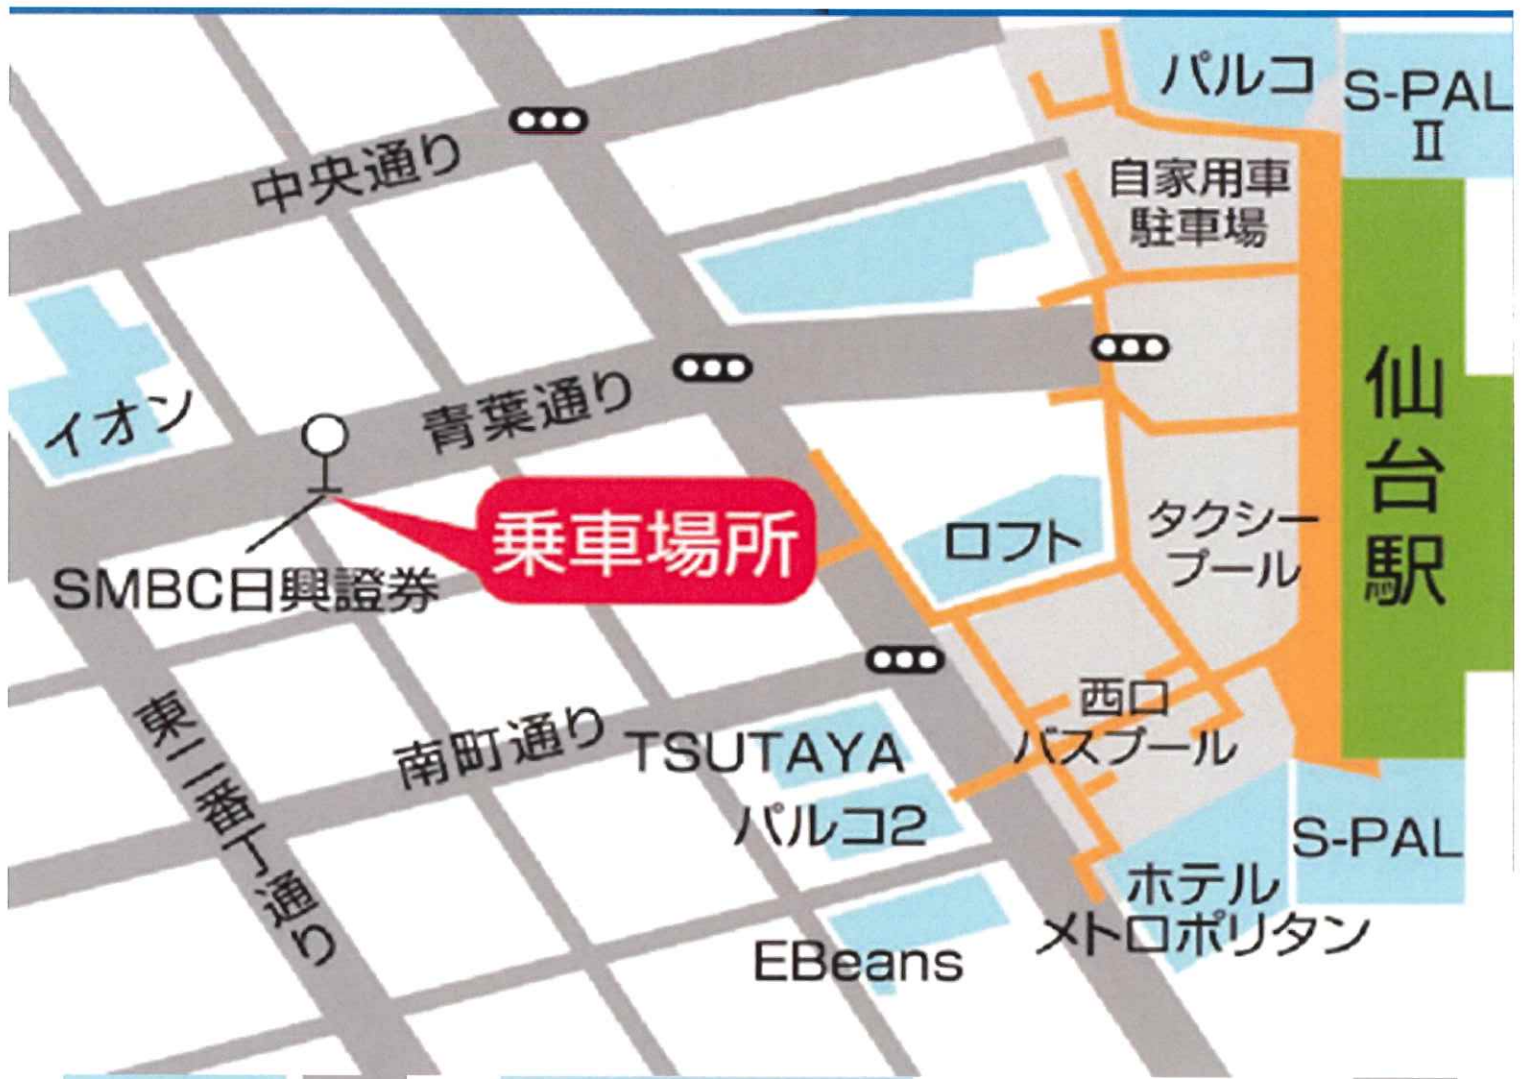 パルコ
S-PAL
Ⅱ
中央通り
自家用車
駐車場
イオン
青葉通り
仙台駅
乗車場所
ロフト
タクシー
プール
SMBC日興證券
東二番丁通り
南町通り
西口
バスプール
TSUTAYA
パルコ2
S-PAL
ホテル
メトロポリタン
EBeans